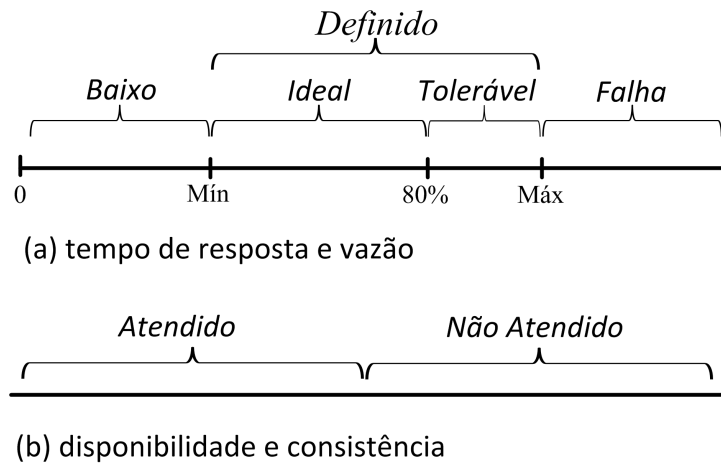 Definido
Baixo Ideal Tolerável Falha
0 Mín 80% Máx
(a) tempo de resposta e vazão
Atendido Não Atendido
(b) disponibilidade e consistência